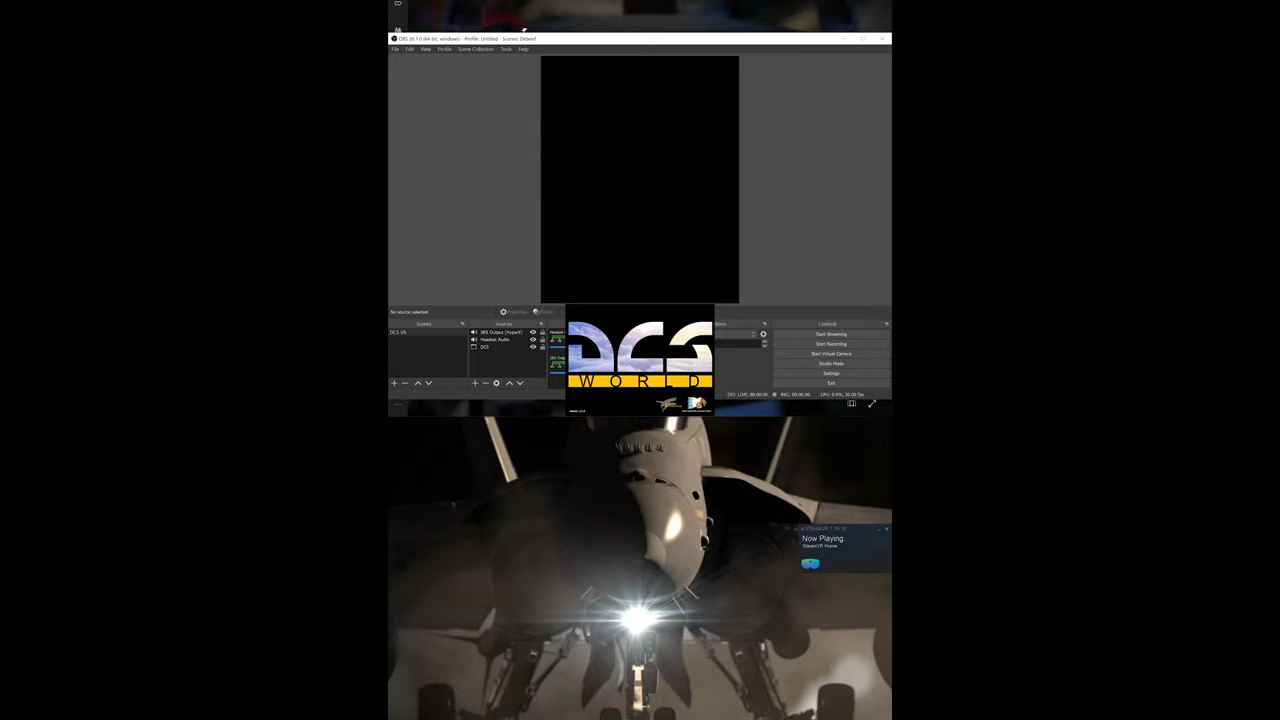 OBS 26.1.0 (64-bit, windows) - Profile: Untitled - Scenes: Debrief
File Edit View Profile Scene Collection Tools Help
No source selected
Properties
Filters
Scenes
Sources
Controls
DCS VR
SRS Output (HyperX)
Headset Audio
DCS
Start Streaming
Start Recording
Start Virtual Camera
Studio Mode
Settings
Exit
DCS
WORLD
LIVE: 00:00:00
REC: 00:00:00
Now Playing
SteamVR Home